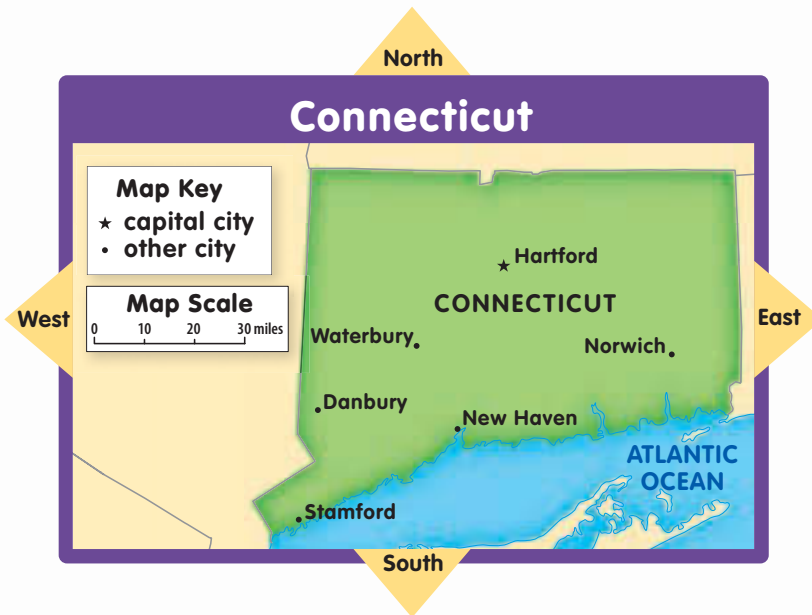 North
Connecticut
Map Key
★ capital city
• other city
Map Scale
0 10 20 30 miles
West
East
Hartford
CONNECTICUT
Waterbury
Norwich
Danbury
New Haven
ATLANTIC
OCEAN
Stamford
South